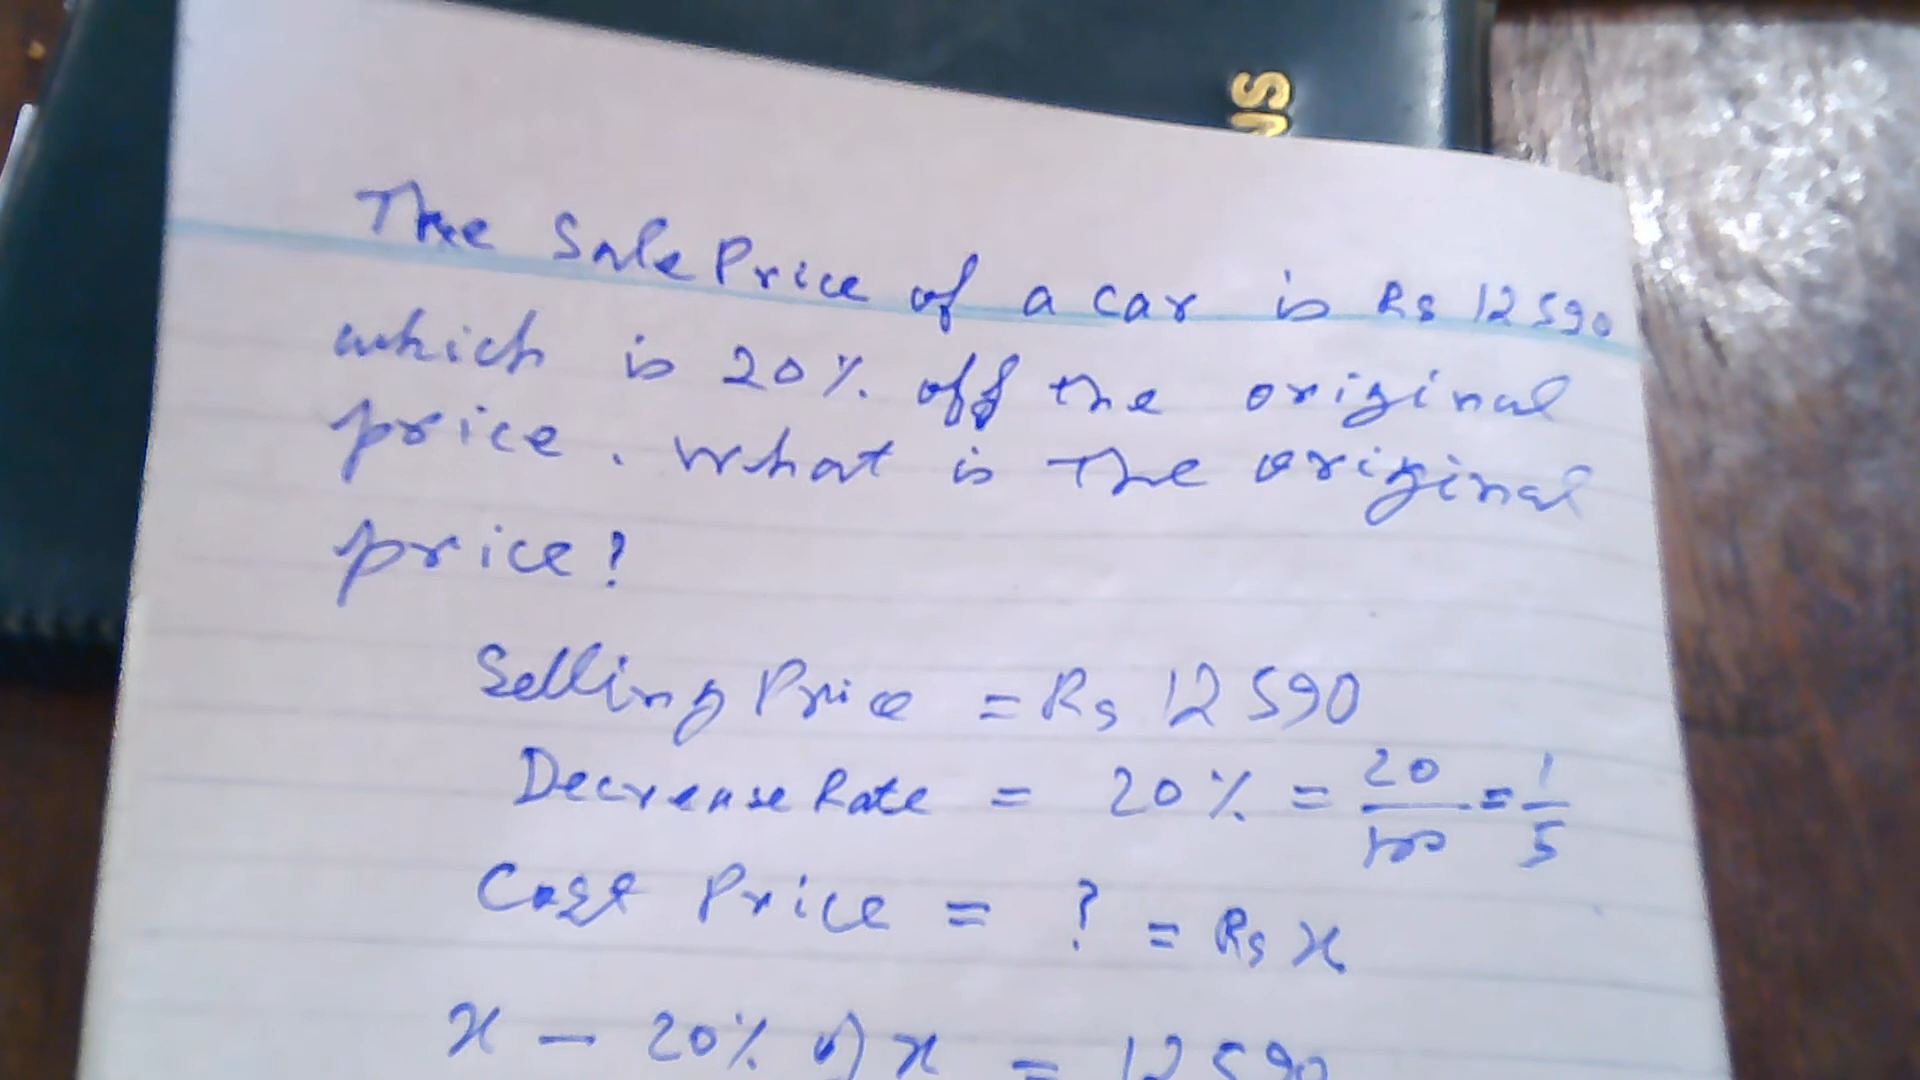 NS
The Sale Price of a car is Rs 12590
which is 20% off the original
price. What is the original
price?
Selling Price = Rs 12590
Decrease Rate = 20% = 20/100 = 1/5
Cost Price = ? = Rs x
x - 20% of x = 12590